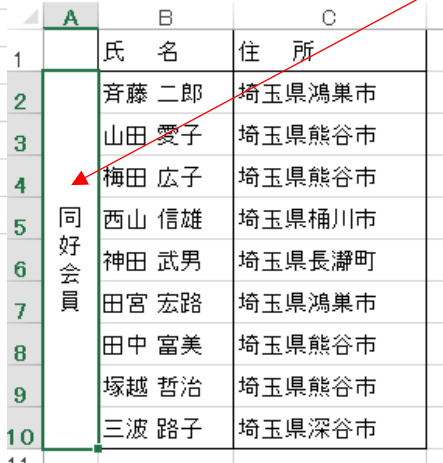 A B C
1 氏 名 住 所
2 斉藤 二郎 埼玉県鴻巣市
3 山田 愛子 埼玉県熊谷市
4 梅田 広子 埼玉県熊谷市
5 西山 信雄 埼玉県桶川市
6 神田 武男 埼玉県長瀞町
7 田宮 宏路 埼玉県鴻巣市
8 田中 富美 埼玉県熊谷市
9 塚越 哲治 埼玉県熊谷市
10 三波 路子 埼玉県深谷市
同好会員